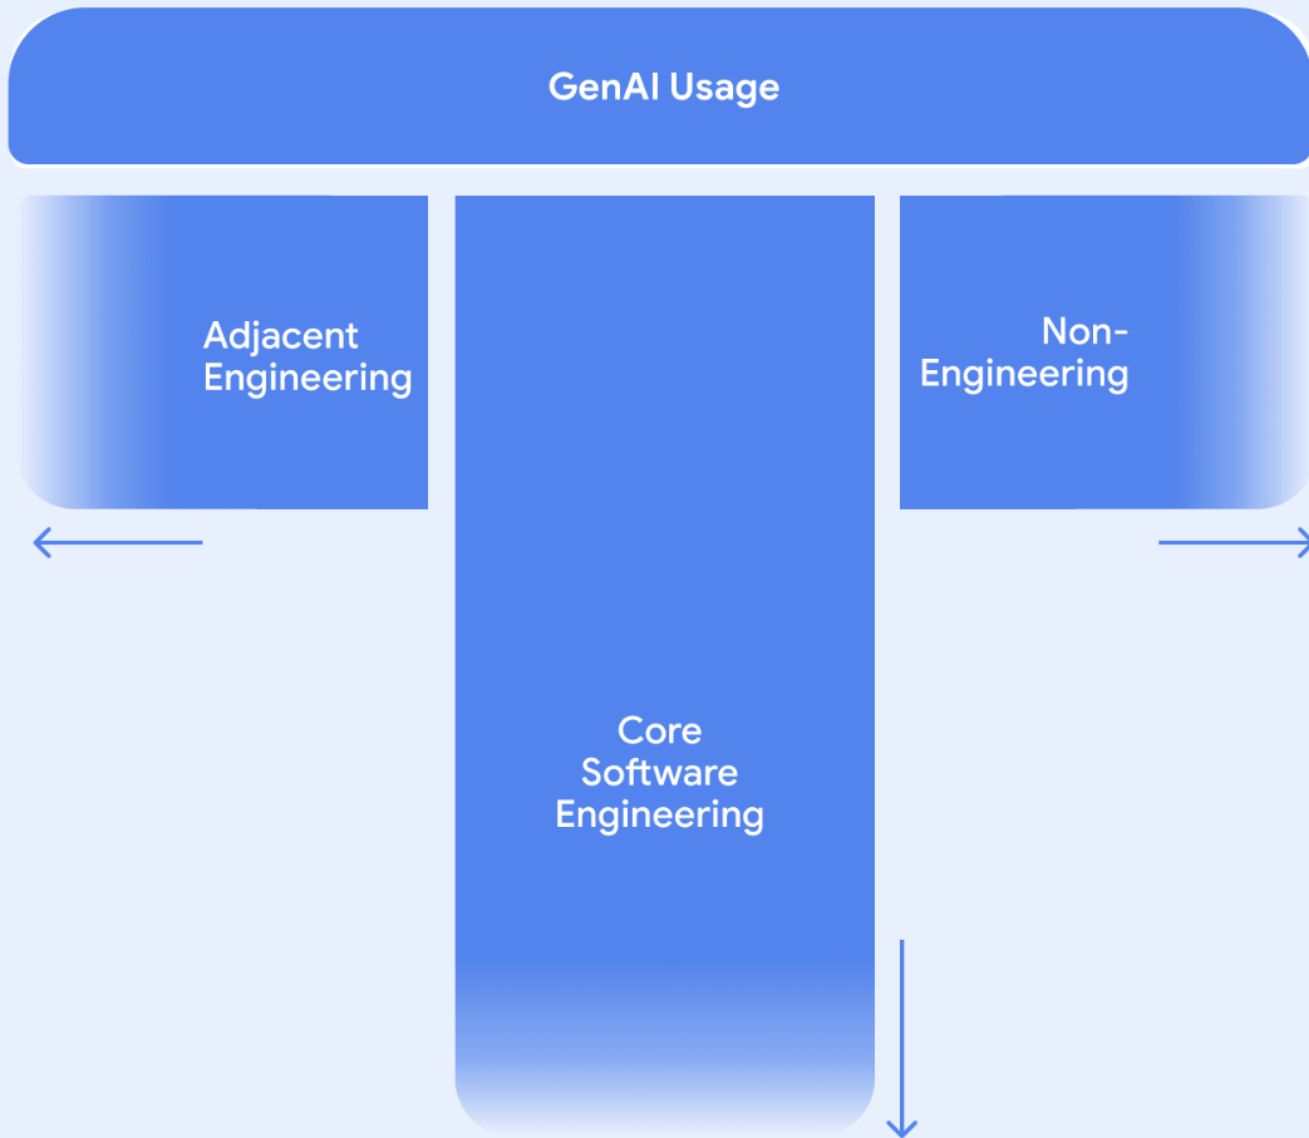 GenAI Usage
Adjacent
Engineering
Non-
Engineering
Core
Software
Engineering